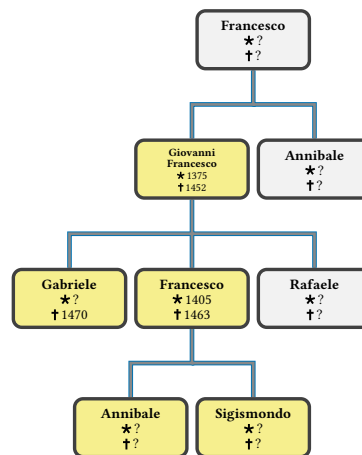 Francesco
★ ?
✝ ?
Giovanni
Francesco
★ 1375
✝ 1452
Annibale
★ ?
✝ ?
Gabriele
★ ?
✝ 1470
Francesco
★ 1405
✝ 1463
Rafaele
★ ?
✝ ?
Annibale
★ ?
✝ ?
Sigismondo
★ ?
✝ ?